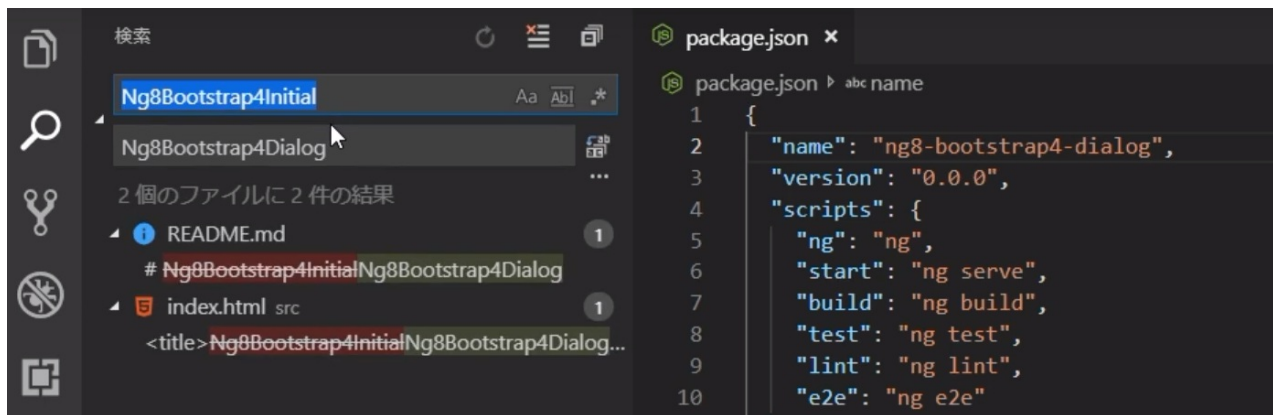 検索
Ng8Bootstrap4Initial
Aa Abl .*
Ng8Bootstrap4Dialog
2 個のファイルに 2 件の結果
README.md 1
# Ng8Bootstrap4InitialNg8Bootstrap4Dialog
index.html src 1
<title>Ng8Bootstrap4InitialNg8Bootstrap4Dialog...
package.json ×
package.json abc name
1 {
2 "name": "ng8-bootstrap4-dialog",
3 "version": "0.0.0",
4 "scripts": {
5 "ng": "ng",
6 "start": "ng serve",
7 "build": "ng build",
8 "test": "ng test",
9 "lint": "ng lint",
10 "e2e": "ng e2e"